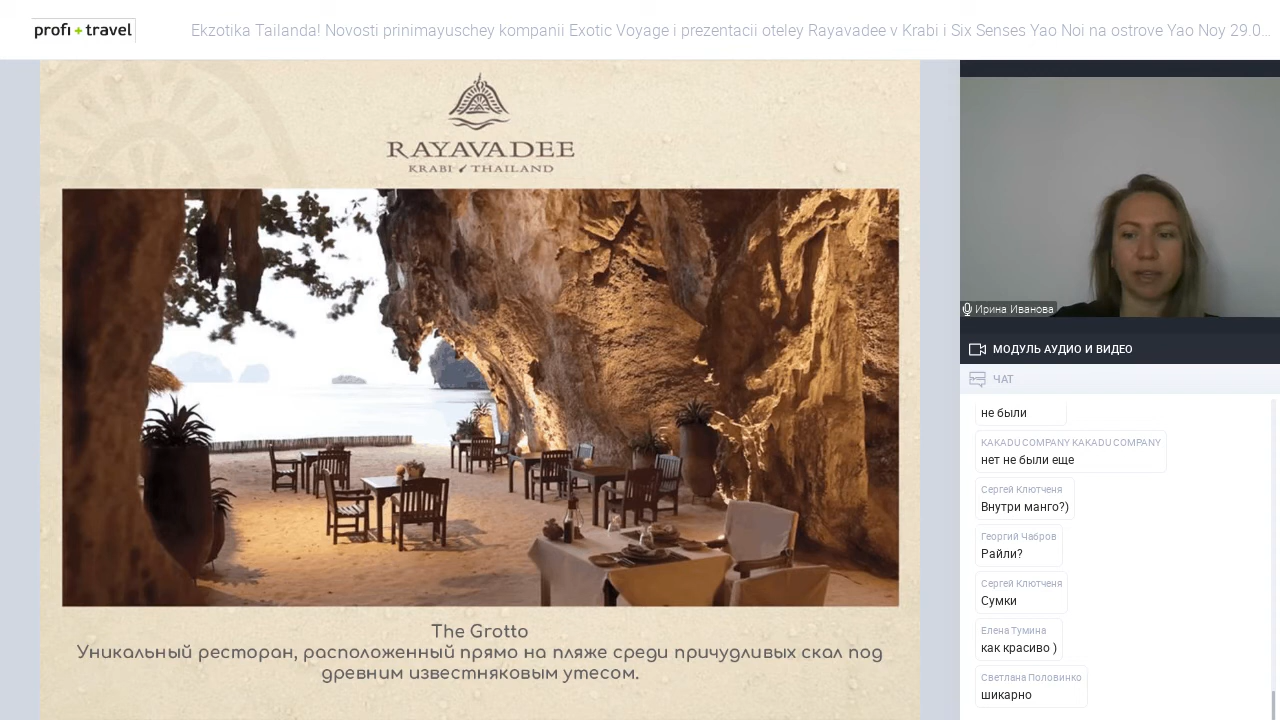 profi + travel
Ekzotika Tailanda! Novosti prinimayuschey kompanii Exotic Voyage i prezentacii oteley Rayavadee v Krabi i Six Senses Yao Noi na ostrove Yao Noy 29.0...
RAYAVADEE
KRABI THAILAND
The Grotto
Уникальный ресторан, расположенный прямо на пляже среди причудливых скал под
древним известняковым утесом.
Ирина Иванова
МОДУЛЬ АУДИО И ВИДЕО
ЧАТ
не были
KAKADU COMPANY KAKADU COMPANY
нет не были еще
Сергей Клютченя
Внутри манго?)
Георгий Чабров
Райли?
Сергей Клютченя
Сумки
Елена Тумина
как красиво )
Светлана Половинко
шикарно